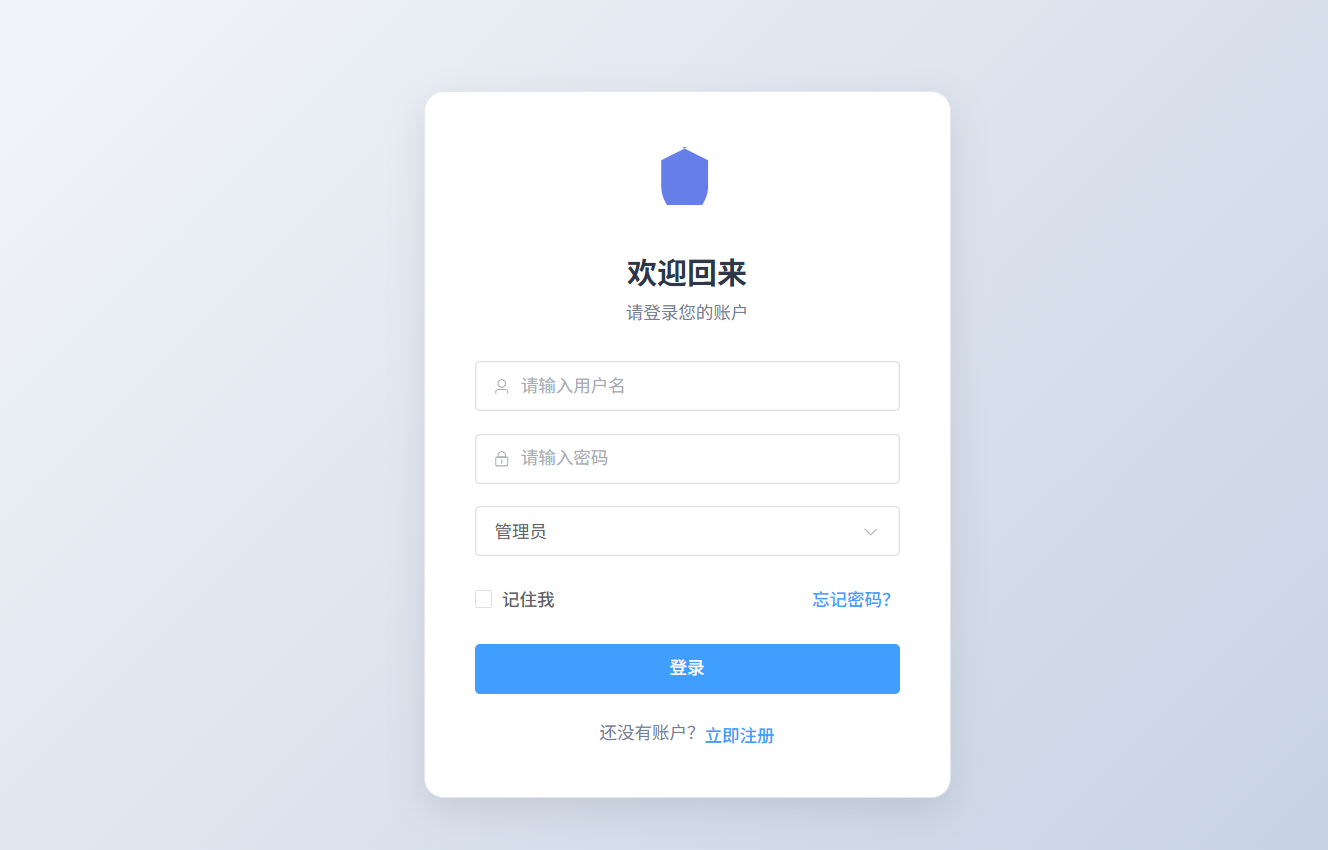 欢迎回来
请登录您的账户
请输入用户名
请输入密码
管理员
记住我 忘记密码？
登录
还没有账户？ 立即注册